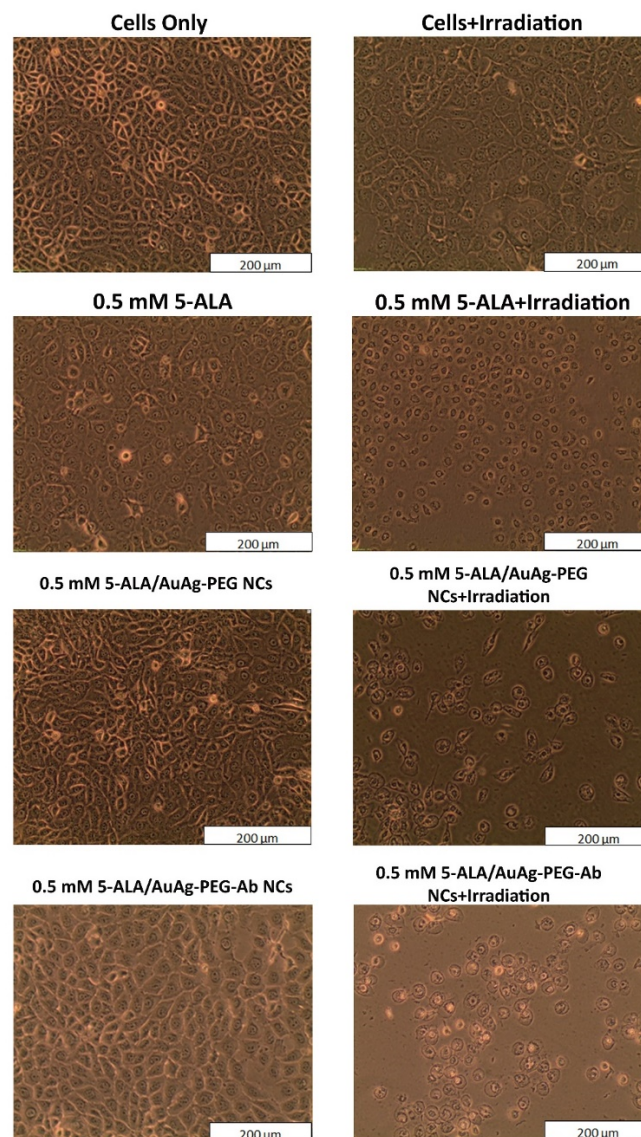 Cells Only
Cells+Irradiation
200 µm
200 µm
0.5 mM 5-ALA
0.5 mM 5-ALA+Irradiation
200 µm
200 µm
0.5 mM 5-ALA/AuAg-PEG NCs
0.5 mM 5-ALA/AuAg-PEG
NCs+Irradiation
200 µm
200 µm
0.5 mM 5-ALA/AuAg-PEG-Ab NCs
0.5 mM 5-ALA/AuAg-PEG-Ab
NCs+Irradiation
200 µm
200 µm